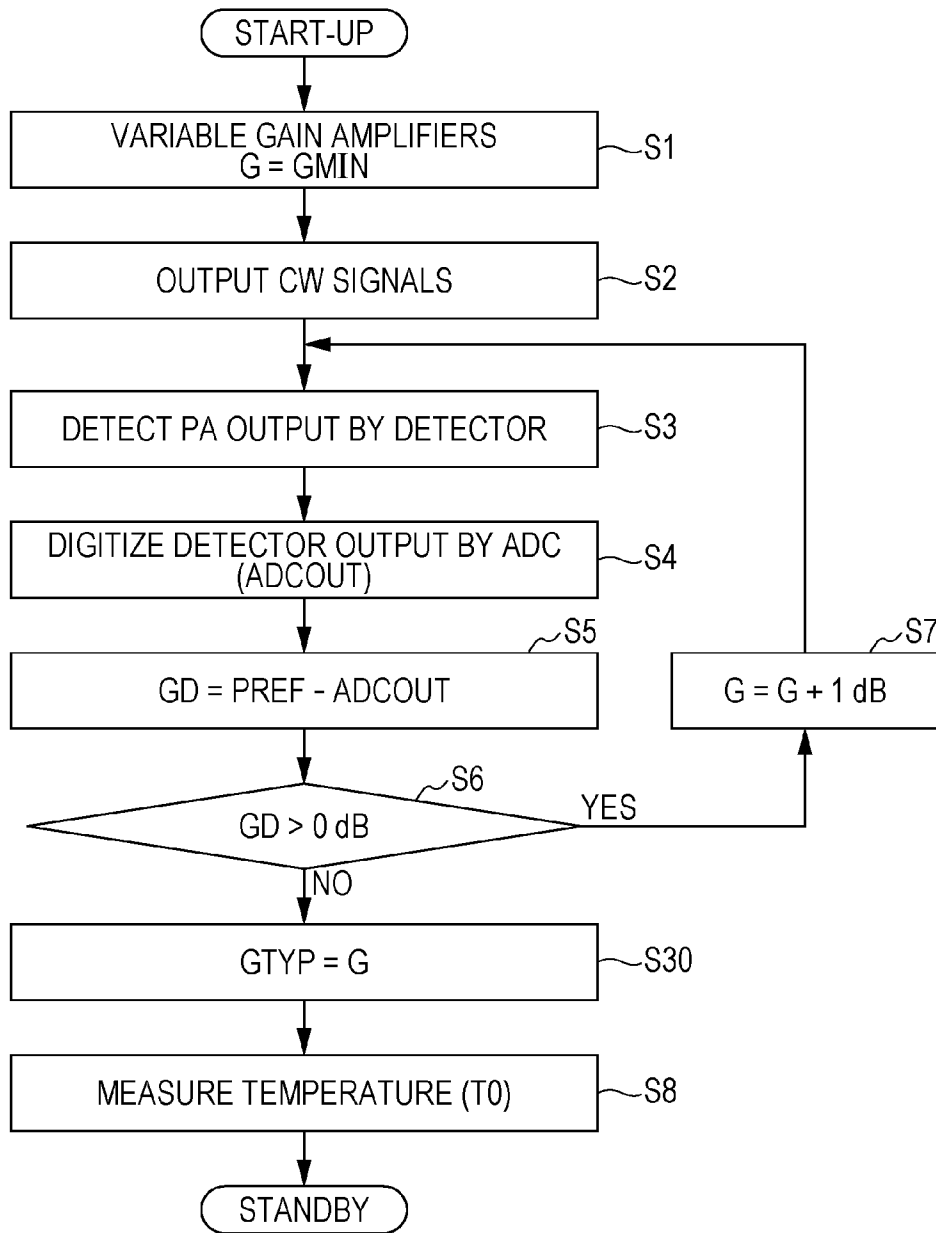 START-UP
VARIABLE GAIN AMPLIFIERS
G = GMIN
S1
OUTPUT CW SIGNALS
S2
DETECT PA OUTPUT BY DETECTOR
S3
DIGITIZE DETECTOR OUTPUT BY ADC
(ADCOUT)
S4
S5
GD = PREF - ADCOUT
S7
G = G + 1 dB
S6
GD > 0 dB
YES
NO
GTYP = G
S30
MEASURE TEMPERATURE (T0)
S8
STANDBY